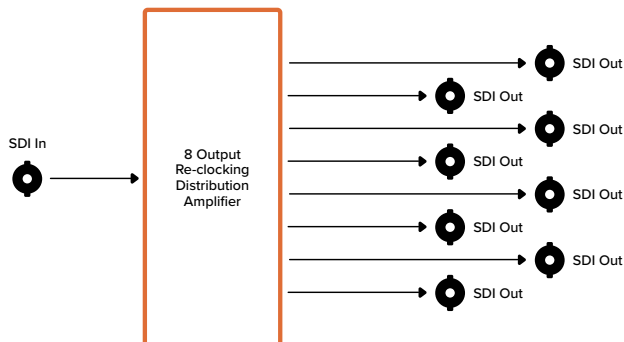 SDI In
8 Output
Re-clocking
Distribution
Amplifier
SDI Out
SDI Out
SDI Out
SDI Out
SDI Out
SDI Out
SDI Out
SDI Out